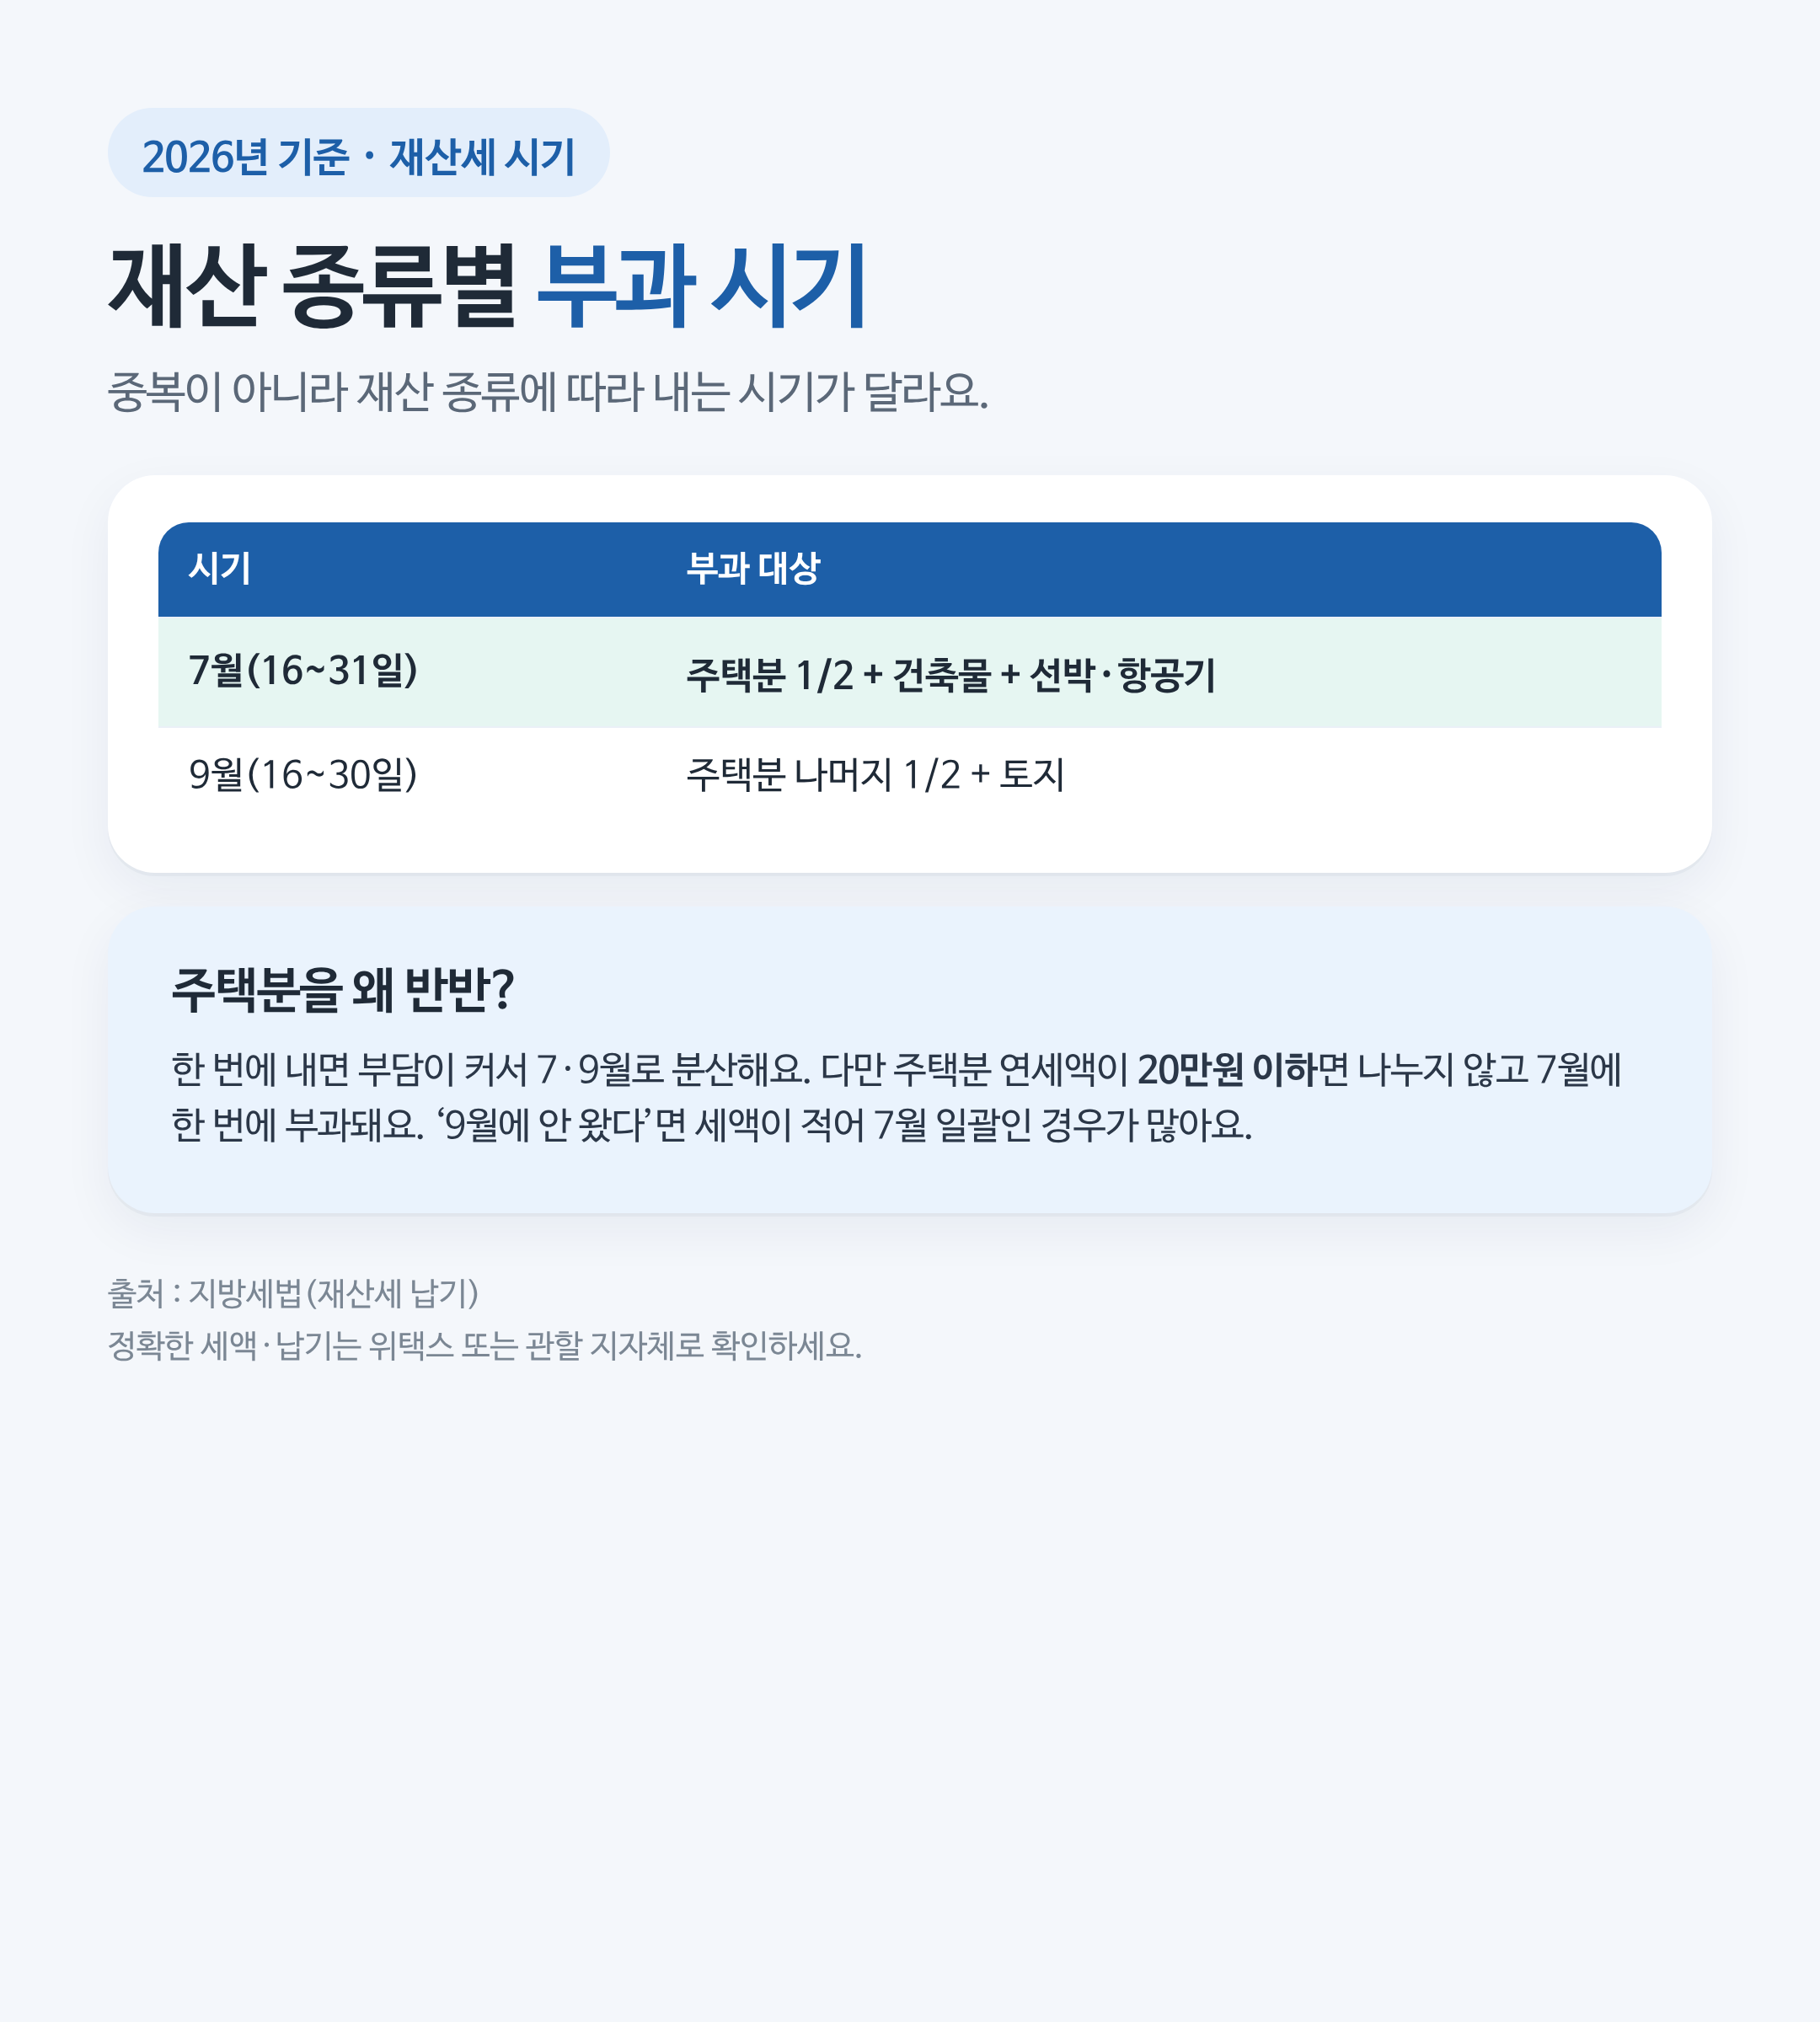 2026년 기준 · 재산세 시기
재산 종류별 부과 시기
중복이 아니라 재산 종류에 따라 내는 시기가 달라요.
시기 부과 대상
7월(16~31일) 주택분 1/2 + 건축물 + 선박·항공기
9월(16~30일) 주택분 나머지 1/2 + 토지
주택분을 왜 반반?
한 번에 내면 부담이 커서 7·9월로 분산해요. 다만 주택분 연세액이 20만원 이하면 나누지 않고 7월에
한 번에 부과돼요. ‘9월에 안 왔다’면 세액이 적어 7월 일괄인 경우가 많아요.
출처 : 지방세법(재산세 납기)
정확한 세액·납기는 위택스 또는 관할 지자체로 확인하세요.